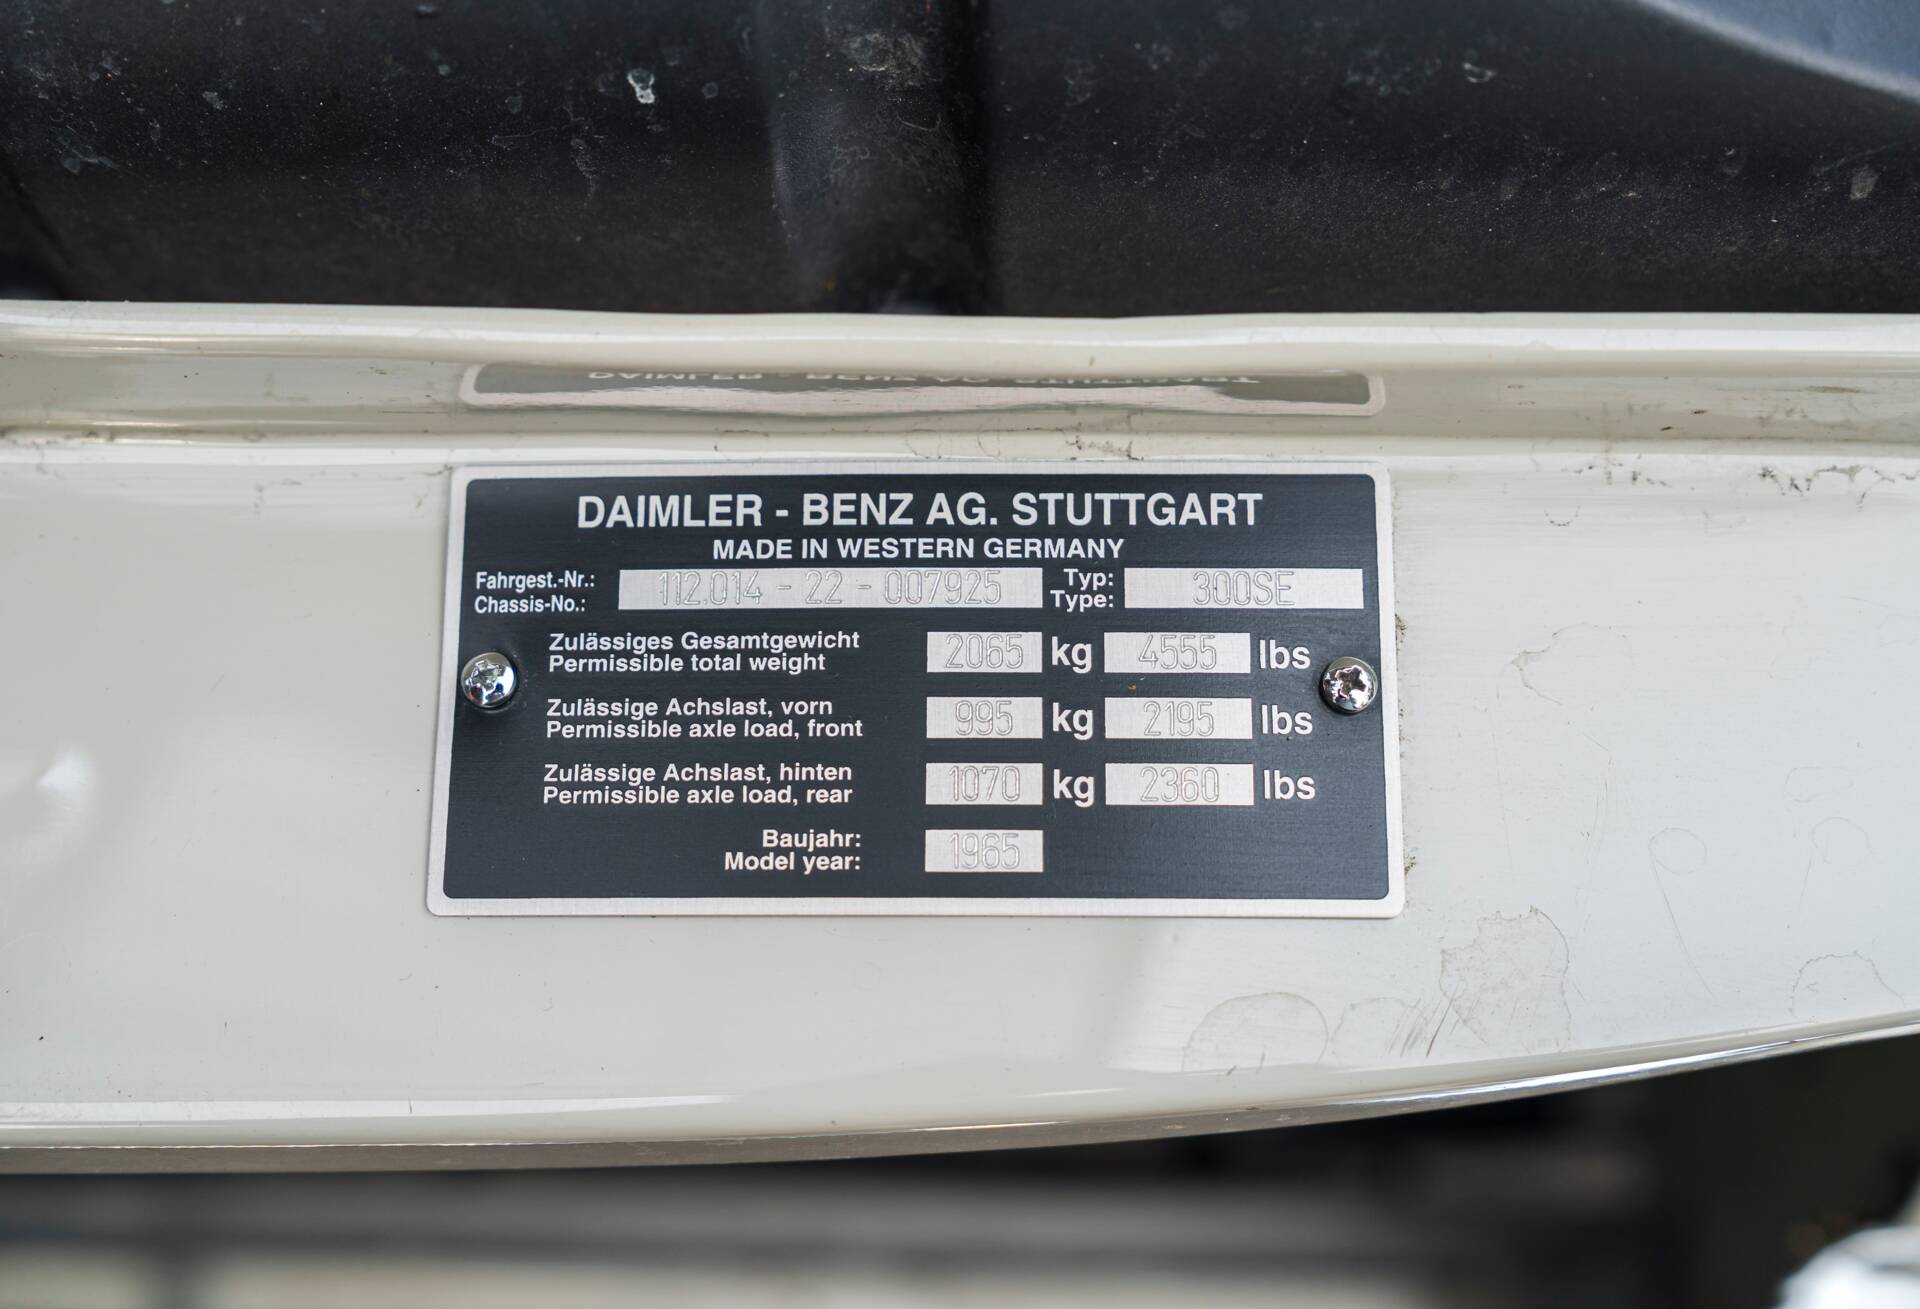 DAIMLER - BENZ AG. STUTTGART
MADE IN WESTERN GERMANY
Fahrgest.-Nr.: 
Chassis-No.: 112.014 - 22 - 007925 Typ: 
Type: 300SE
Zulässiges Gesamtgewicht
Permissible total weight 2065 kg 4555 lbs
Zulässige Achslast, vorn
Permissible axle load, front 995 kg 2195 lbs
Zulässige Achslast, hinten
Permissible axle load, rear 1070 kg 2360 lbs
Baujahr:
Model year: 1965